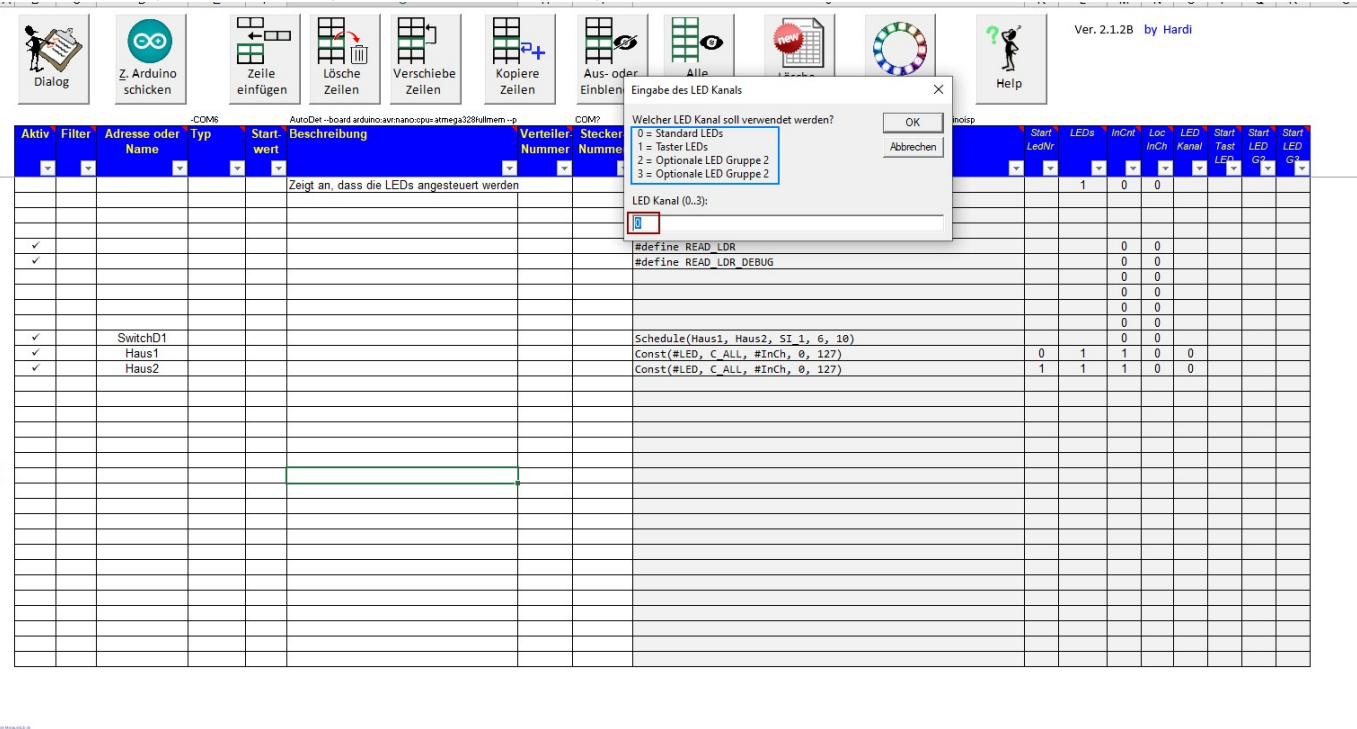 Dialog
Z. Arduino
schicken
Zeile
einfügen
Lösche
Zeilen
Verschiebe
Zeilen
Kopiere
Zeilen
Aus- oder
Alle
Help
Ver. 2.1.2B by Hardi
-COM6 AutoDet --board arduino:avr:nano:cpu=atmega328fullmem --p COM?
Eingabe des LED Kanals
Welcher LED Kanal soll verwendet werden?
0 = Standard LEDs
1 = Taster LEDs
2 = Optionale LED Gruppe 2
3 = Optionale LED Gruppe 2
LED Kanal (0..3):
0
OK
Abbrechen
Aktiv Filter Adresse oder Name Typ Start-wert Beschreibung Verteiler-Nummer Stecker Start LedNr LEDs InCnt Loc InCh LED Kanal Start Tast LED Start LED G2 Start LED G3
Zeigt an, dass die LEDs angesteuert werden 1 0 0
✓ #define READ_LDR 0 0
✓ #define READ_LDR_DEBUG 0 0
0 0
0 0
0 0
0 0
✓ SwitchD1 Schedule(Haus1, Haus2, SI_1, 6, 10) 0 0
✓ Haus1 Const(#LED, C_ALL, #InCh, 0, 127) 0 1 1 0 0
✓ Haus2 Const(#LED, C_ALL, #InCh, 0, 127) 1 1 1 0 0